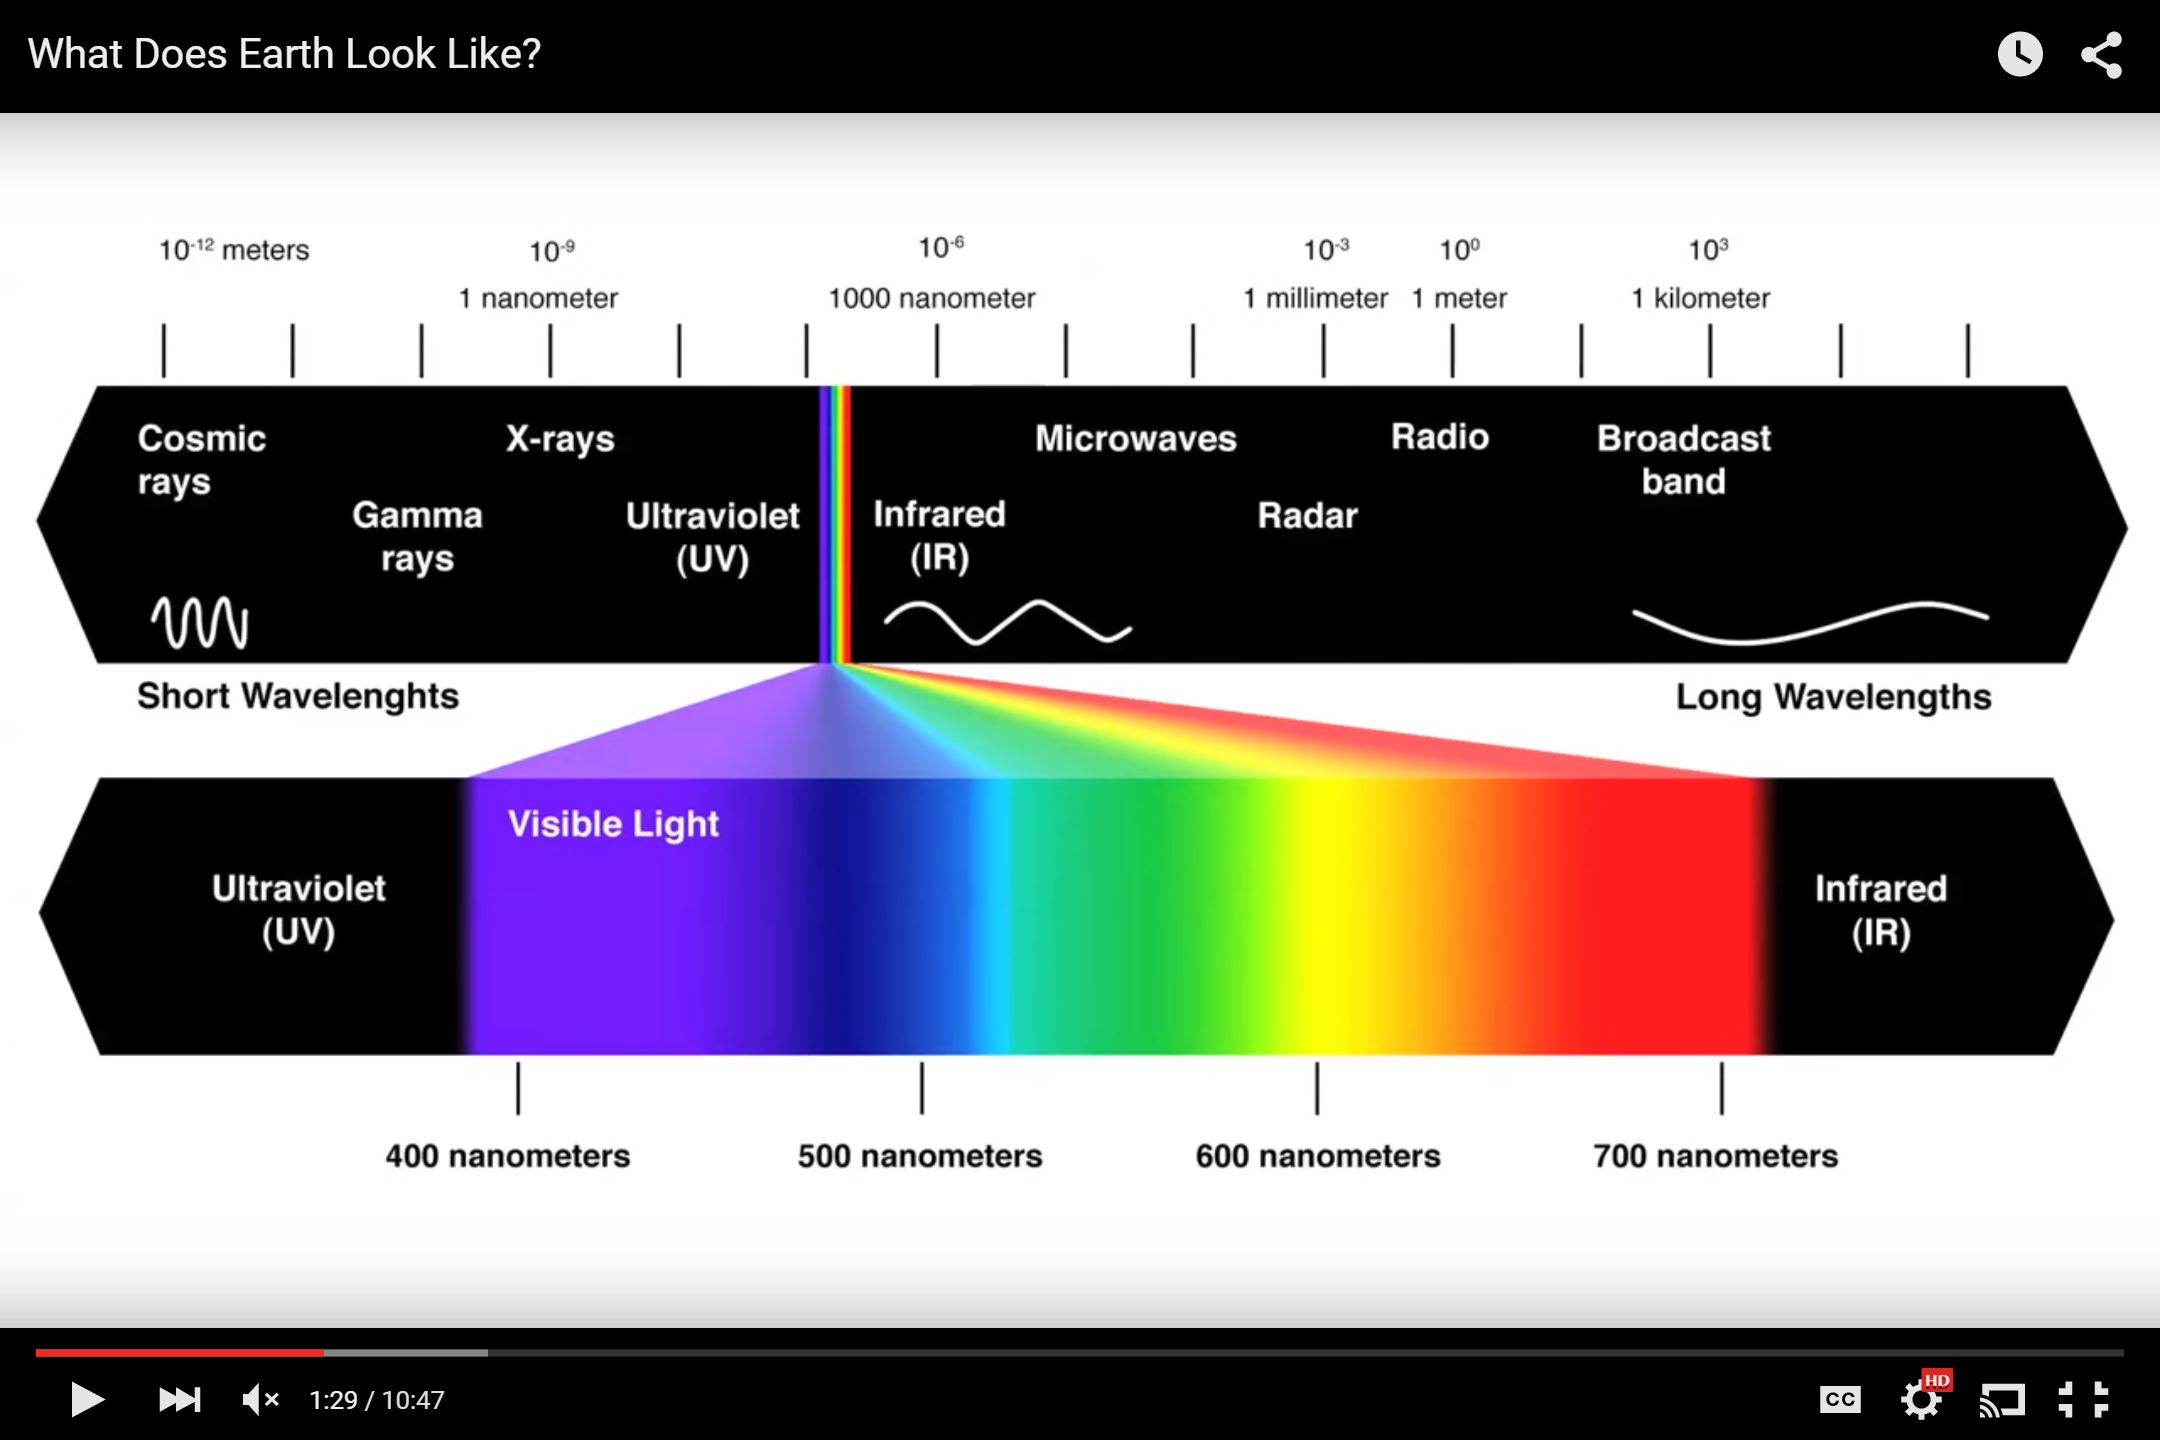 What Does Earth Look Like?
10⁻¹² meters 10⁻⁹ 10⁻⁶ 10⁻³ 10⁰ 10³
1 nanometer 1000 nanometer 1 millimeter 1 meter 1 kilometer
Cosmic
rays
Gamma
rays
X-rays
Ultraviolet
(UV)
Infrared
(IR)
Microwaves
Radar
Radio
Broadcast
band
Short Wavelenghts
Long Wavelengths
Visible Light
Ultraviolet
(UV)
Infrared
(IR)
400 nanometers 500 nanometers 600 nanometers 700 nanometers
1:29 / 10:47
CC
HD